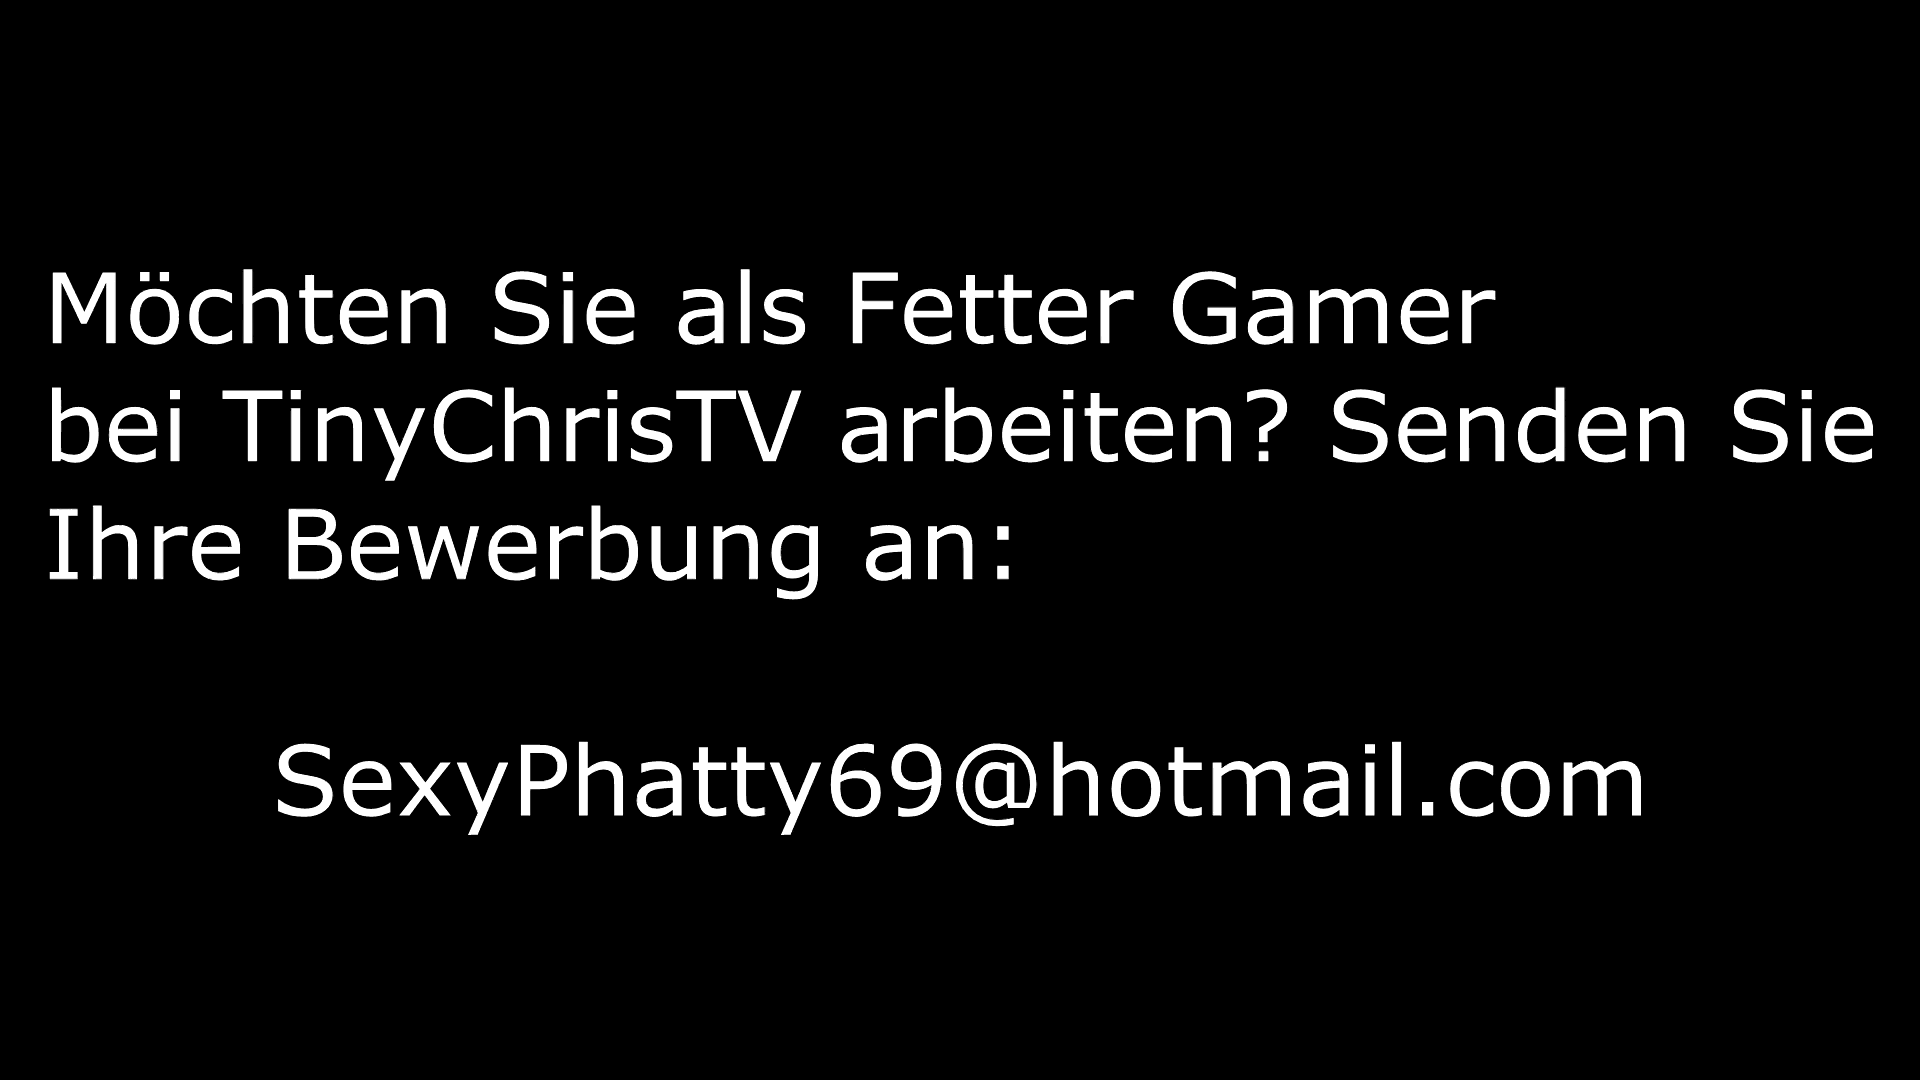 Möchten Sie als Fetter Gamer
bei TinyChrisTV arbeiten? Senden Sie
Ihre Bewerbung an:
SexyPhatty69@hotmail.com